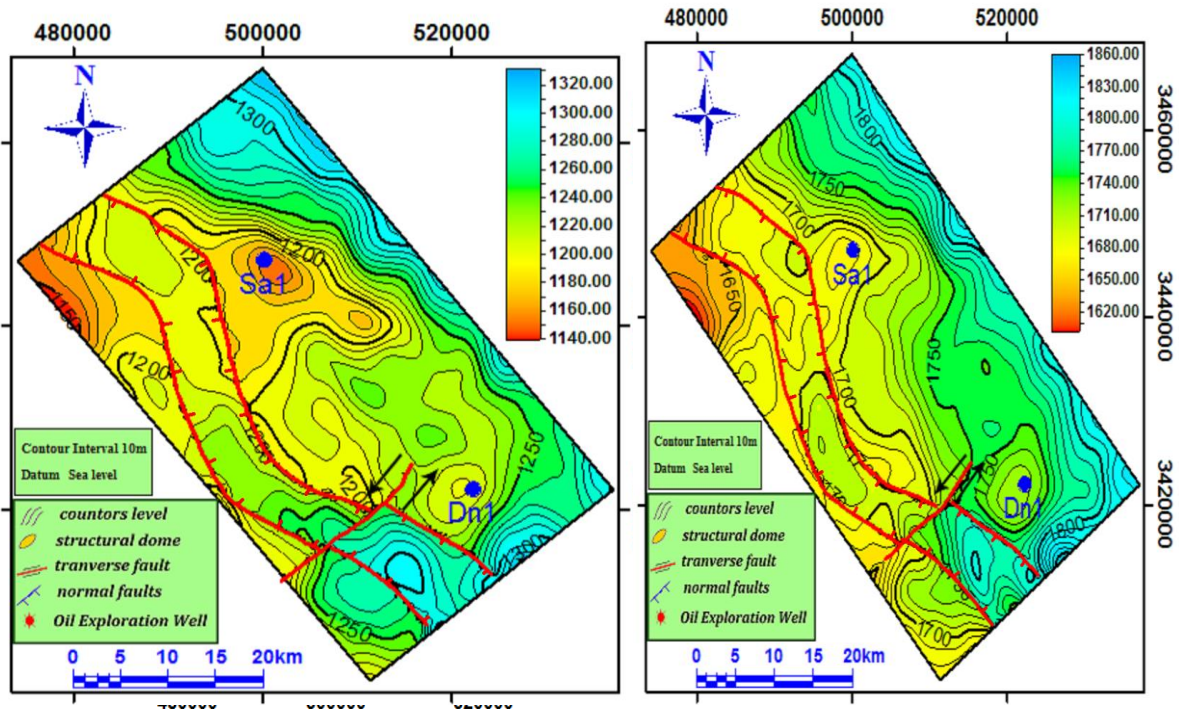 480000 500000 520000
N
1320.00
1300.00
1280.00
1260.00
1240.00
1220.00
1200.00
1180.00
1160.00
1140.00
1300
1200
1200
Sa1
1150
1200
1200
1200
1250
Dn1
1300
1250
Contour Interval 10m
Datum Sea level
countors level
structural dome
tranverse fault
normal faults
Oil Exploration Well
0 5 10 15 20km
480000 500000 520000
N
1860.00
1830.00
1800.00
1770.00
1740.00
1710.00
1680.00
1650.00
1620.00
3460000
3440000
3420000
1800
1750
1700
Sa1
1650
1750
1700
1750
Dn1
1800
1700
Contour Interval 10m
Datum Sea level
countors level
structural dome
tranverse fault
normal faults
Oil Exploration Well
0 5 10 15 20km